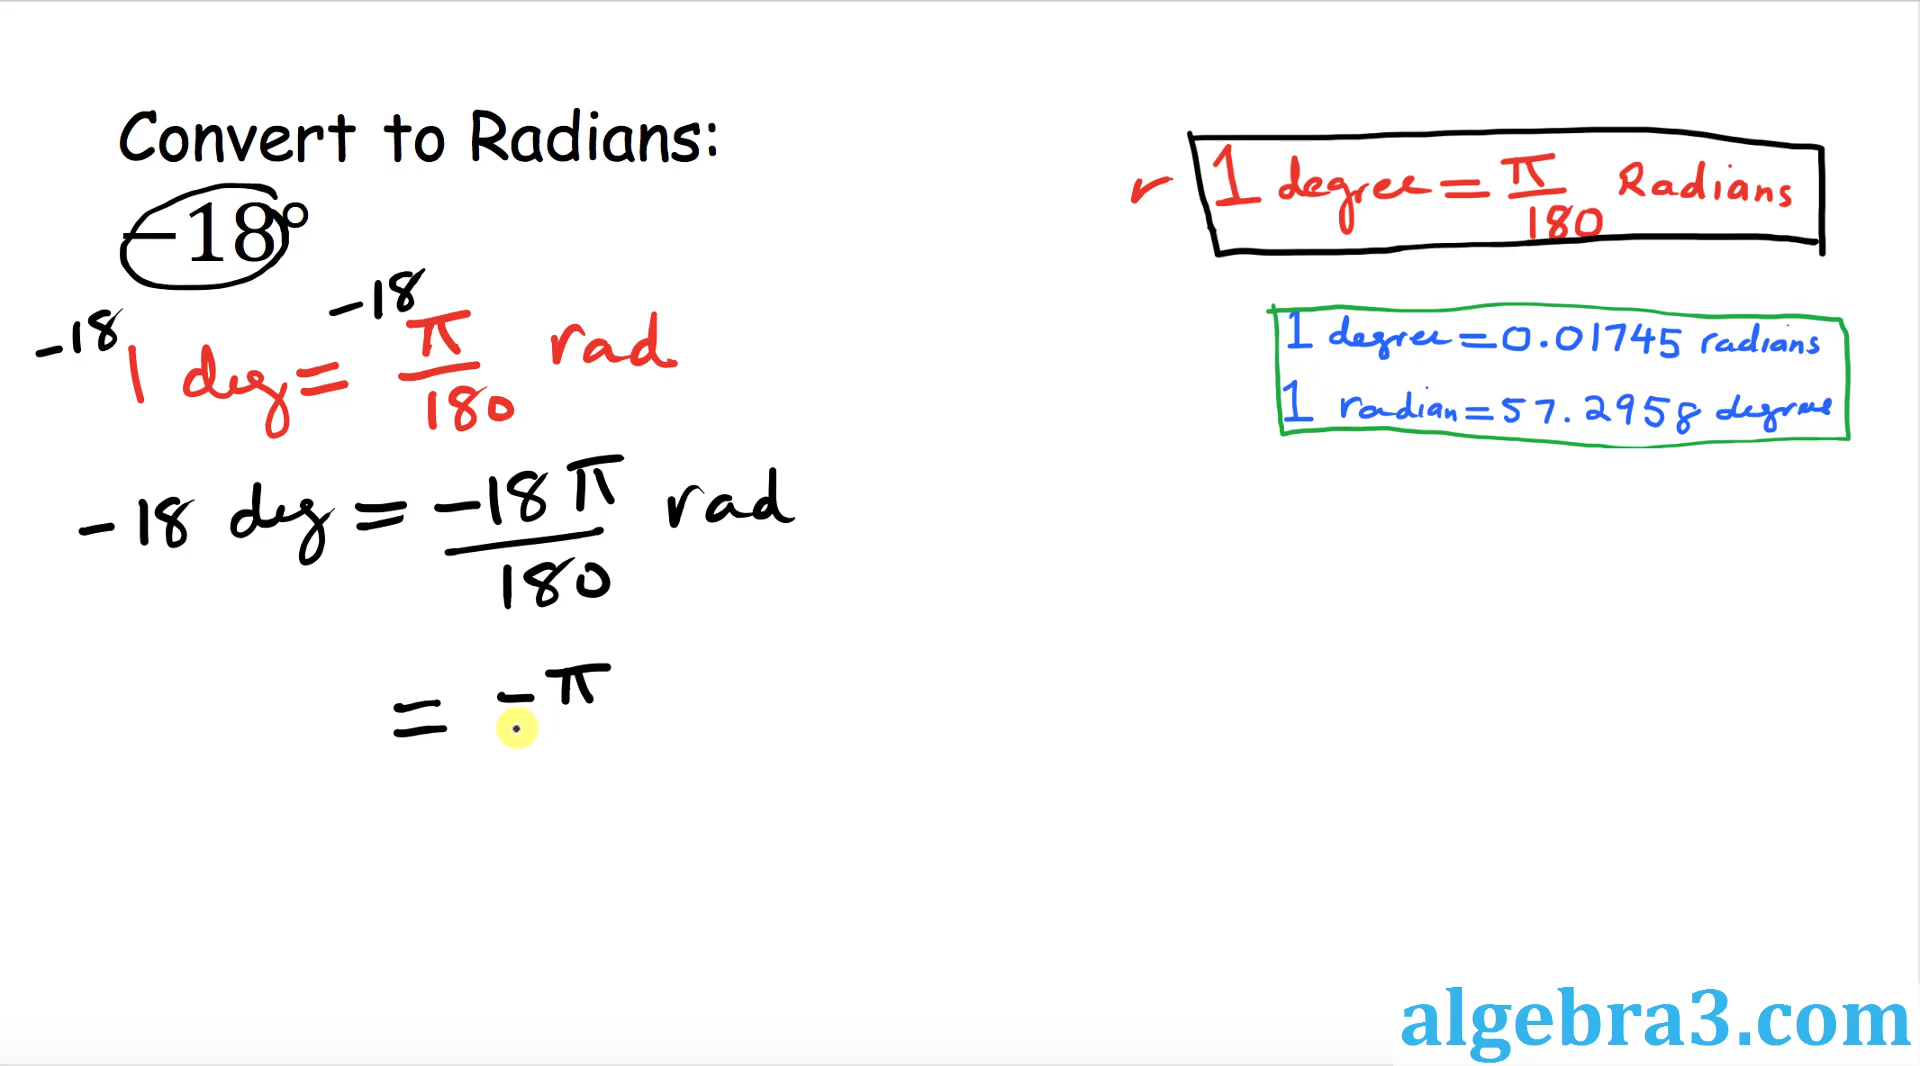 Convert to Radians:
−18°
-18 1 deg = -18 π/180 rad
-18 deg = -18π/180 rad
= -π
1 degree = π/180 Radians
1 degree = 0.01745 radians
1 radian = 57.2958 degrees
algebra3.com